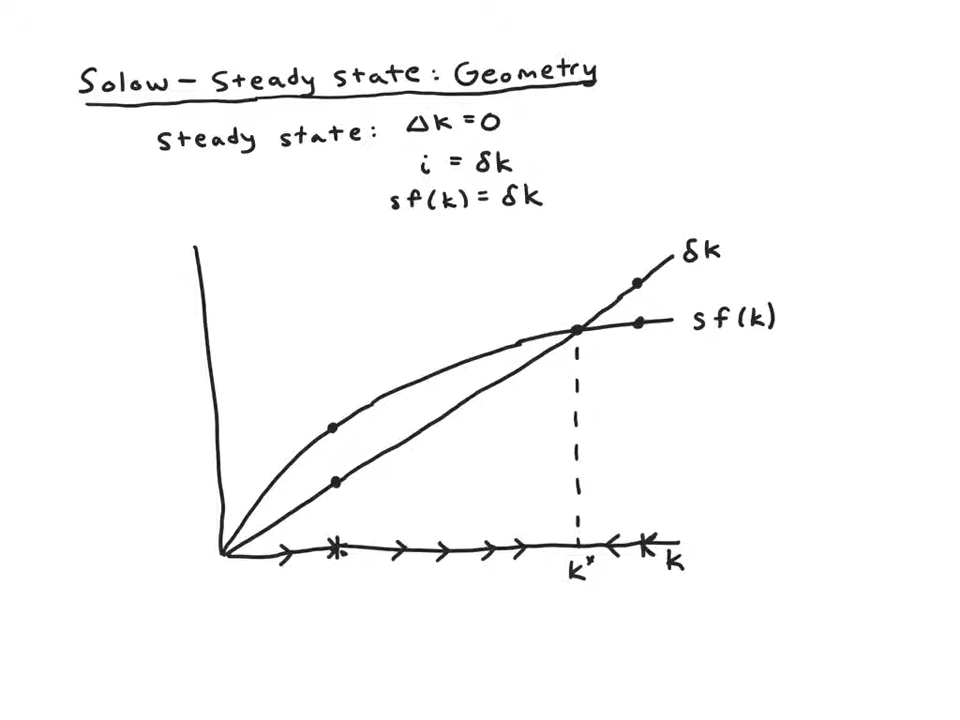 Solow - Steady state: Geometry
Steady state: Δk = 0
i = δk
sf(k) = δk
δk
sf(k)
k*
k